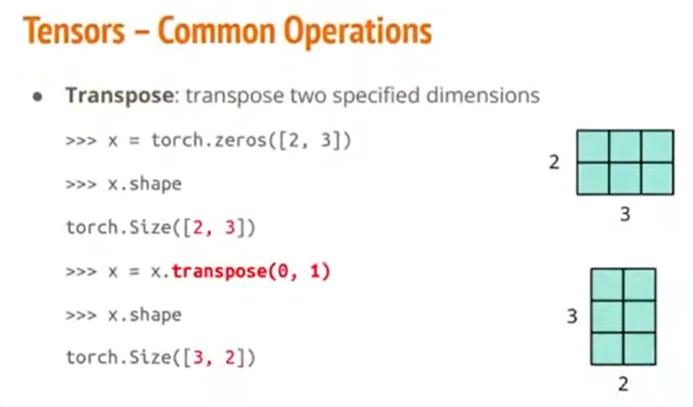 Tensors – Common Operations
● Transpose: transpose two specified dimensions
>>> x = torch.zeros([2, 3])
>>> x.shape
torch.Size([2, 3])
>>> x = x.transpose(0, 1)
>>> x.shape
torch.Size([3, 2])
2
3
3
2